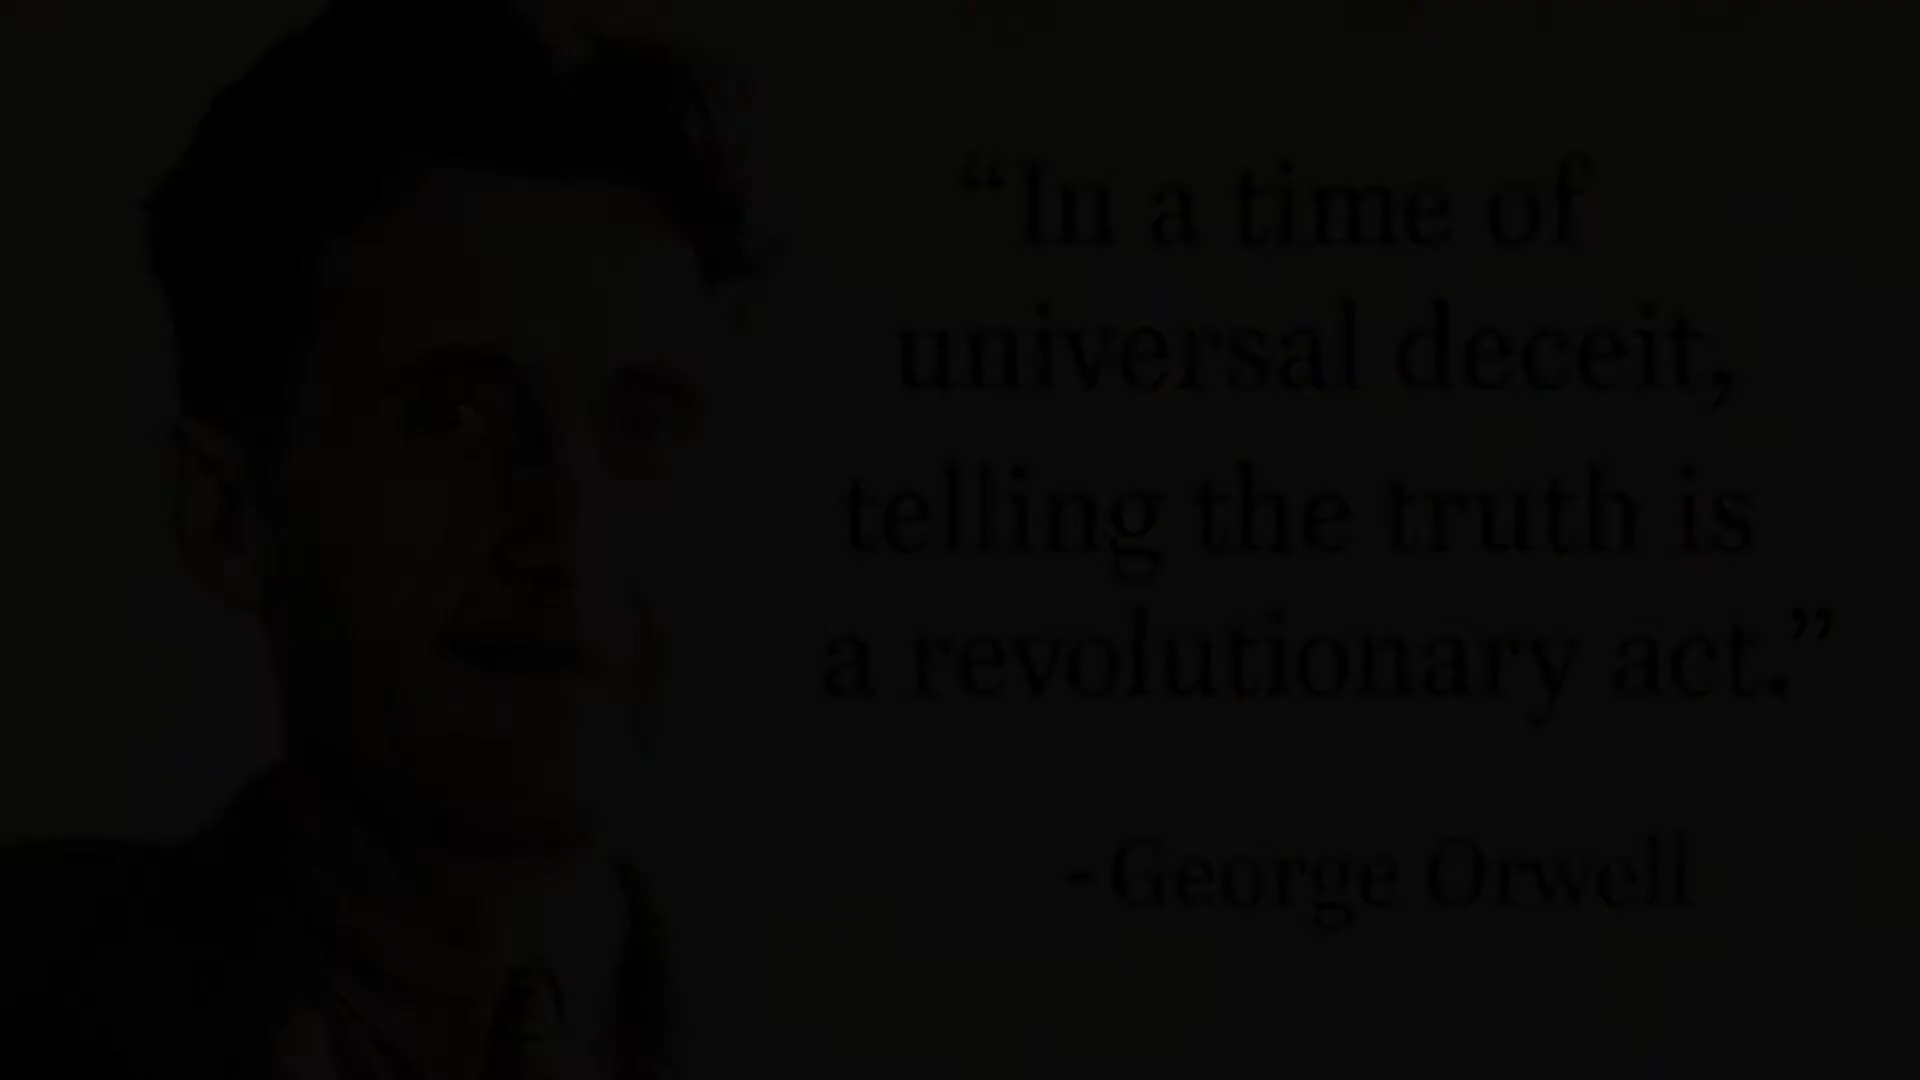 “In a time of
universal deceit,
telling the truth is
a revolutionary act.”
-George Orwell